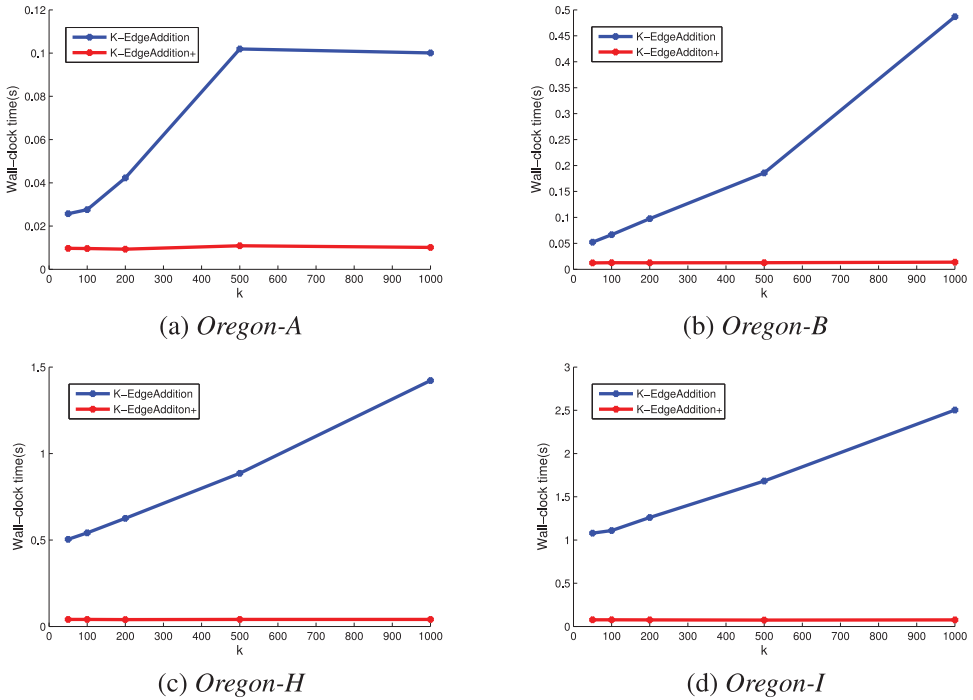 0.12
0.1
0.08
0.06
0.04
0.02
0
Wall-clock time(s)
K-EdgeAddition
K-EdgeAdditon+
0 100 200 300 400 500 600 700 800 900 1000
k
(a) Oregon-A
0.5
0.45
0.4
0.35
0.3
0.25
0.2
0.15
0.1
0.05
0
Wall-clock time(s)
K-EdgeAddition
K-EdgeAdditon+
0 100 200 300 400 500 600 700 800 900 1000
k
(b) Oregon-B
1.5
1
0.5
0
Wall-clock time(s)
K-EdgeAddition
K-EdgeAdditon+
0 100 200 300 400 500 600 700 800 900 1000
k
(c) Oregon-H
3
2.5
2
1.5
1
0.5
0
Wall-clock time(s)
K-EdgeAddition
K-EdgeAdditon+
0 100 200 300 400 500 600 700 800 900 1000
k
(d) Oregon-I